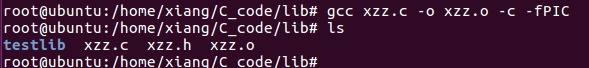 root@ubuntu:/home/xiang/C_code/lib# gcc xzz.c -o xzz.o -c -fPIC
root@ubuntu:/home/xiang/C_code/lib# ls
testlib  xzz.c  xzz.h  xzz.o
root@ubuntu:/home/xiang/C_code/lib#